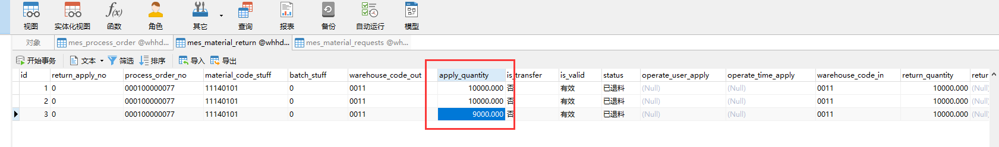 视图 实体化视图 函数 角色 其它 查询 报表 备份 自动运行 模型
对象 mes_process_order @whhd... mes_material_return @whhd... mes_material_requests @wh...
开始事务 文本 筛选 排序 导入 导出
id return_apply_no process_order_no material_code_stuff batch_stuff warehouse_code_out apply_quantity is_transfer is_valid status operate_user_apply operate_time_apply warehouse_code_in return_quantity retur
1 0 000100000077 11140101 0 0011 10000.000 否 有效 已退料 (Null) (Null) 0011 10000.000 (Null)
2 0 000100000077 11140101 0 0011 10000.000 否 有效 已退料 (Null) (Null) 0011 10000.000 (Null)
3 0 000100000077 11140101 0 0011 9000.000 否 有效 已退料 (Null) (Null) 0011 10000.000 (Null)